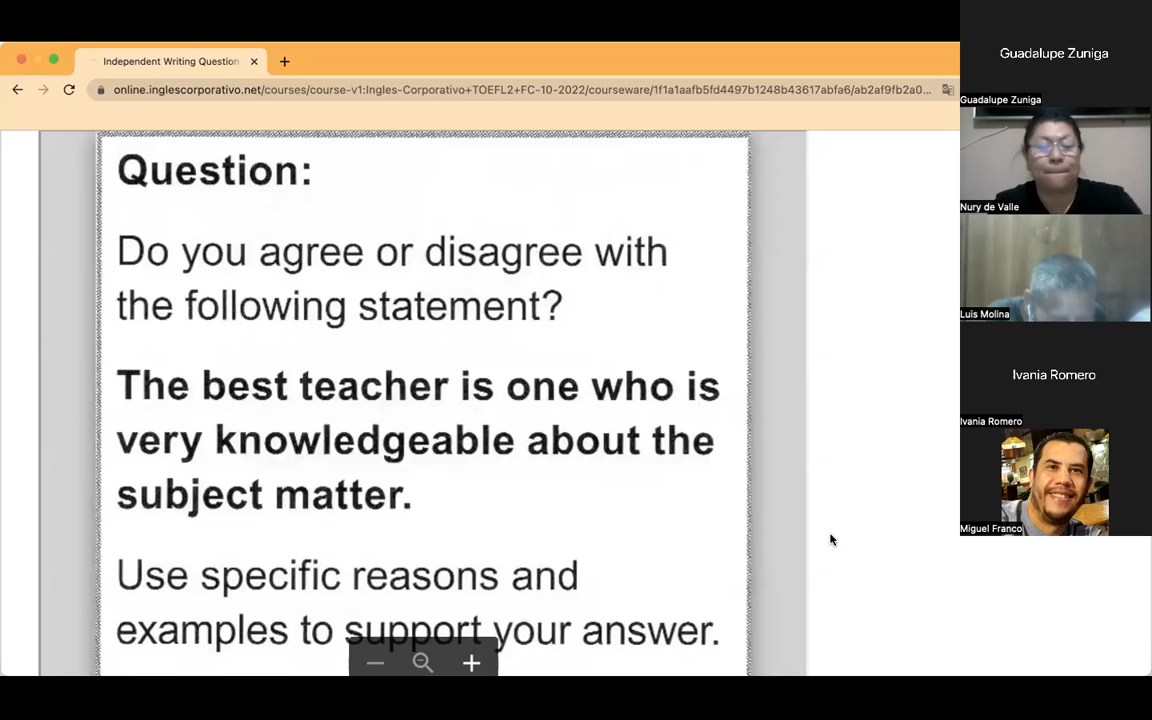 Independent Writing Question
online.inglescorporativo.net/courses/course-v1:Ingles-Corporativo+TOEFL2+FC-10-2022/courseware/1f1a1aafb5fd4497b1248b43617abfa6/ab2af9fb2a0...
Question:
Do you agree or disagree with
the following statement?
The best teacher is one who is
very knowledgeable about the
subject matter.
Use specific reasons and
examples to support your answer.
Guadalupe Zuniga
Guadalupe Zuniga
Nury de Valle
Luis Molina
Ivania Romero
Ivania Romero
Miguel Franco